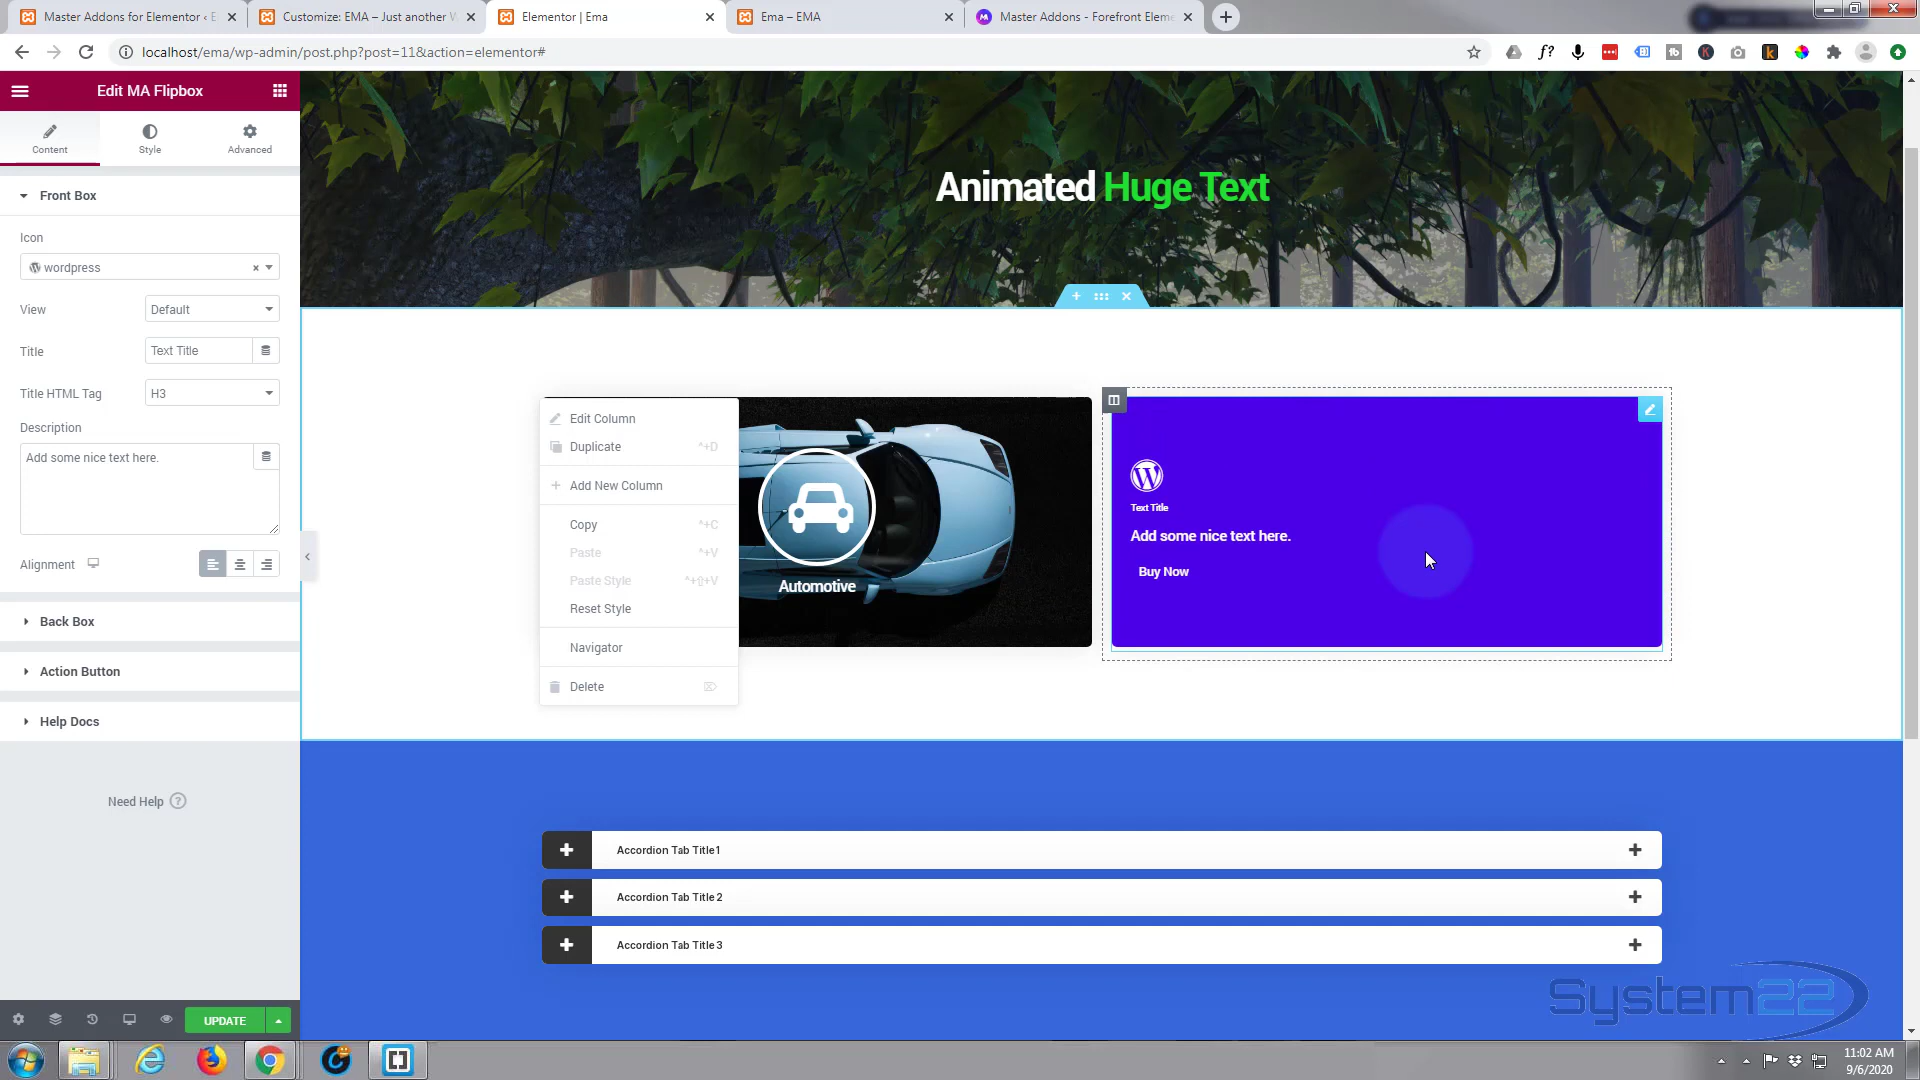 Master Addons for Elementor ‹ E
Customize: EMA – Just another W
Elementor | Ema
Ema – EMA
Master Addons - Forefront Eleme
localhost/ema/wp-admin/post.php?post=11&action=elementor#
Edit MA Flipbox
Content
Style
Advanced
Front Box
Icon
wordpress
View
Default
Title
Text Title
Title HTML Tag
H3
Description
Add some nice text here.
Alignment
Back Box
Action Button
Help Docs
Need Help ?
UPDATE
Animated Huge Text
Edit Column
Duplicate ^+D
Add New Column
Copy ^+C
Paste ^+V
Paste Style ^+⇧+V
Reset Style
Navigator
Delete
Automotive
Text Title
Add some nice text here.
Buy Now
Accordion Tab Title 1
Accordion Tab Title 2
Accordion Tab Title 3
System22
11:02 AM
9/6/2020